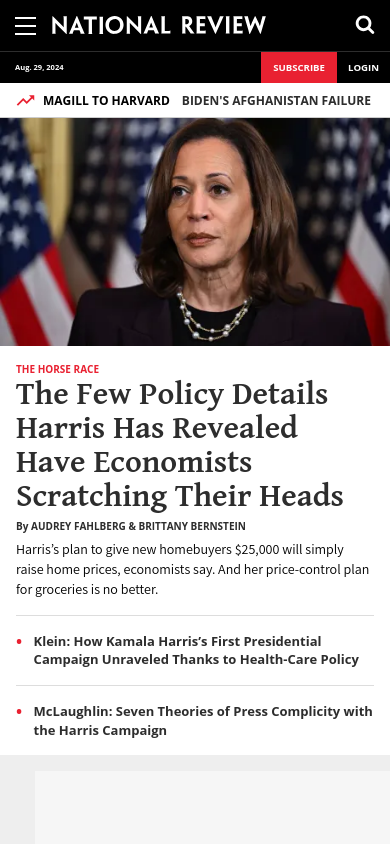 NATIONAL REVIEW
Aug. 29, 2024
SUBSCRIBE
LOGIN
MAGILL TO HARVARD
BIDEN'S AFGHANISTAN FAILURE
THE HORSE RACE
The Few Policy Details
Harris Has Revealed
Have Economists
Scratching Their Heads
By AUDREY FAHLBERG & BRITTANY BERNSTEIN
Harris’s plan to give new homebuyers $25,000 will simply
raise home prices, economists say. And her price-control plan
for groceries is no better.
Klein: How Kamala Harris’s First Presidential
Campaign Unraveled Thanks to Health-Care Policy
McLaughlin: Seven Theories of Press Complicity with
the Harris Campaign